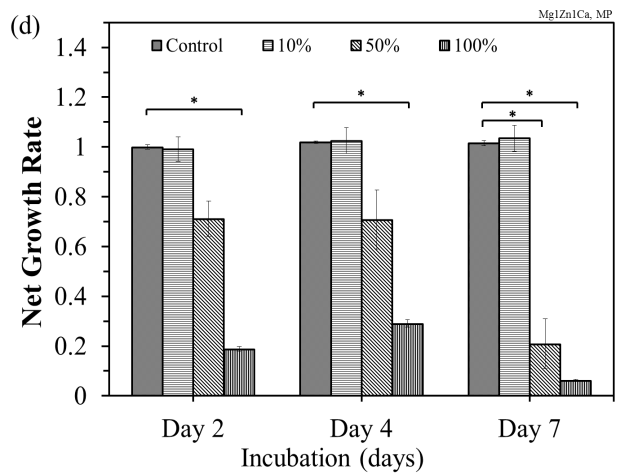 (d)
Mg1Zn1Ca, MP
Control 10% 50% 100%
1.4
1.2
1
0.8
0.6
0.4
0.2
0
Net Growth Rate
* * * *
Day 2 Day 4 Day 7
Incubation (days)